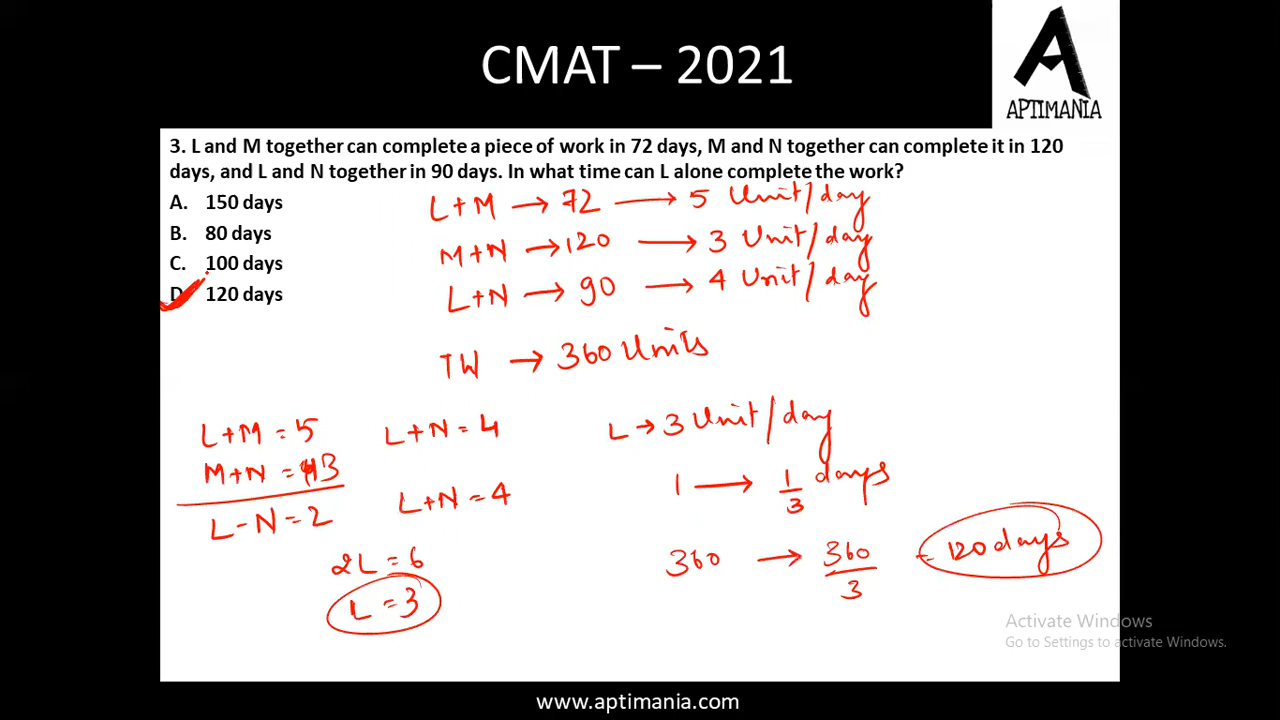 CMAT – 2021
A
APTIMANIA
3. L and M together can complete a piece of work in 72 days, M and N together can complete it in 120
days, and L and N together in 90 days. In what time can L alone complete the work?
A. 150 days
B. 80 days
C. 100 days
D. 120 days
L+M → 72 → 5 Unit/day
M+N → 120 → 3 Unit/day
L+N → 90 → 4 Unit/day
TW → 360 Units
L+M = 5
M+N = 3
L-N = 2
L+N = 4
L+N = 4
2L = 6
L = 3
L → 3 Unit/day
1 → 1/3 days
360 → 360/3 = 120 days
Activate Windows
Go to Settings to activate Windows.
www.aptimania.com